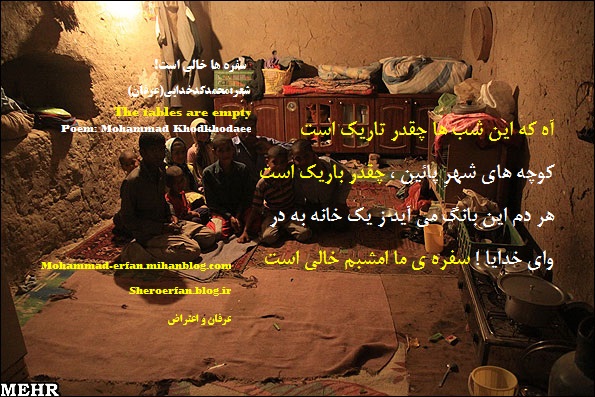 سفره ها خالی است!
شعر:محمدکدخدایی(عرفان)
The tables are empty
Poem: Mohammad Khodkhodaee
آه که این شب ها چقدر تاریک است
کوچه های شهر پائین ، چقدر باریک است
هر دم این بانگ می آید ز یک خانه به در
وای خدایا ! سفره ی ما امشبم خالی است
Mohammad-erfan.mihanblog.com
Sheroerfan.blog.ir
عرفان و اعتراض
MEHR